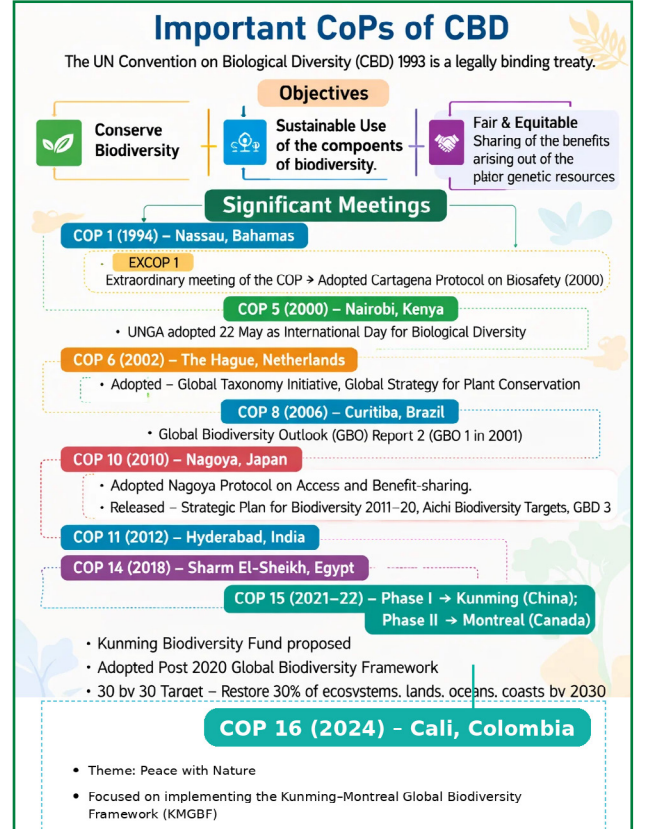 Important CoPs of CBD
The UN Convention on Biological Diversity (CBD) 1993 is a legally binding treaty.
Objectives
Conserve
Biodiversity
Sustainable Use
of the compoents
of biodiversity.
Fair & Equitable
Sharing of the benefits
arising out of the
plator genetic resources
Significant Meetings
COP 1 (1994) – Nassau, Bahamas
EXCOP 1
Extraordinary meeting of the COP → Adopted Cartagena Protocol on Biosafety (2000)
COP 5 (2000) – Nairobi, Kenya
• UNGA adopted 22 May as International Day for Biological Diversity
COP 6 (2002) – The Hague, Netherlands
• Adopted – Global Taxonomy Initiative, Global Strategy for Plant Conservation
COP 8 (2006) – Curitiba, Brazil
• Global Biodiversity Outlook (GBO) Report 2 (GBO 1 in 2001)
COP 10 (2010) – Nagoya, Japan
• Adopted Nagoya Protocol on Access and Benefit-sharing.
• Released – Strategic Plan for Biodiversity 2011–20, Aichi Biodiversity Targets, GBD 3
COP 11 (2012) – Hyderabad, India
COP 14 (2018) – Sharm El-Sheikh, Egypt
COP 15 (2021–22) – Phase I → Kunming (China);
Phase II → Montreal (Canada)
• Kunming Biodiversity Fund proposed
• Adopted Post 2020 Global Biodiversity Framework
• 30 by 30 Target – Restore 30% of ecosystems, lands, oceans, coasts by 2030
COP 16 (2024) – Cali, Colombia
• Theme: Peace with Nature
• Focused on implementing the Kunming–Montreal Global Biodiversity
Framework (KMGBF)